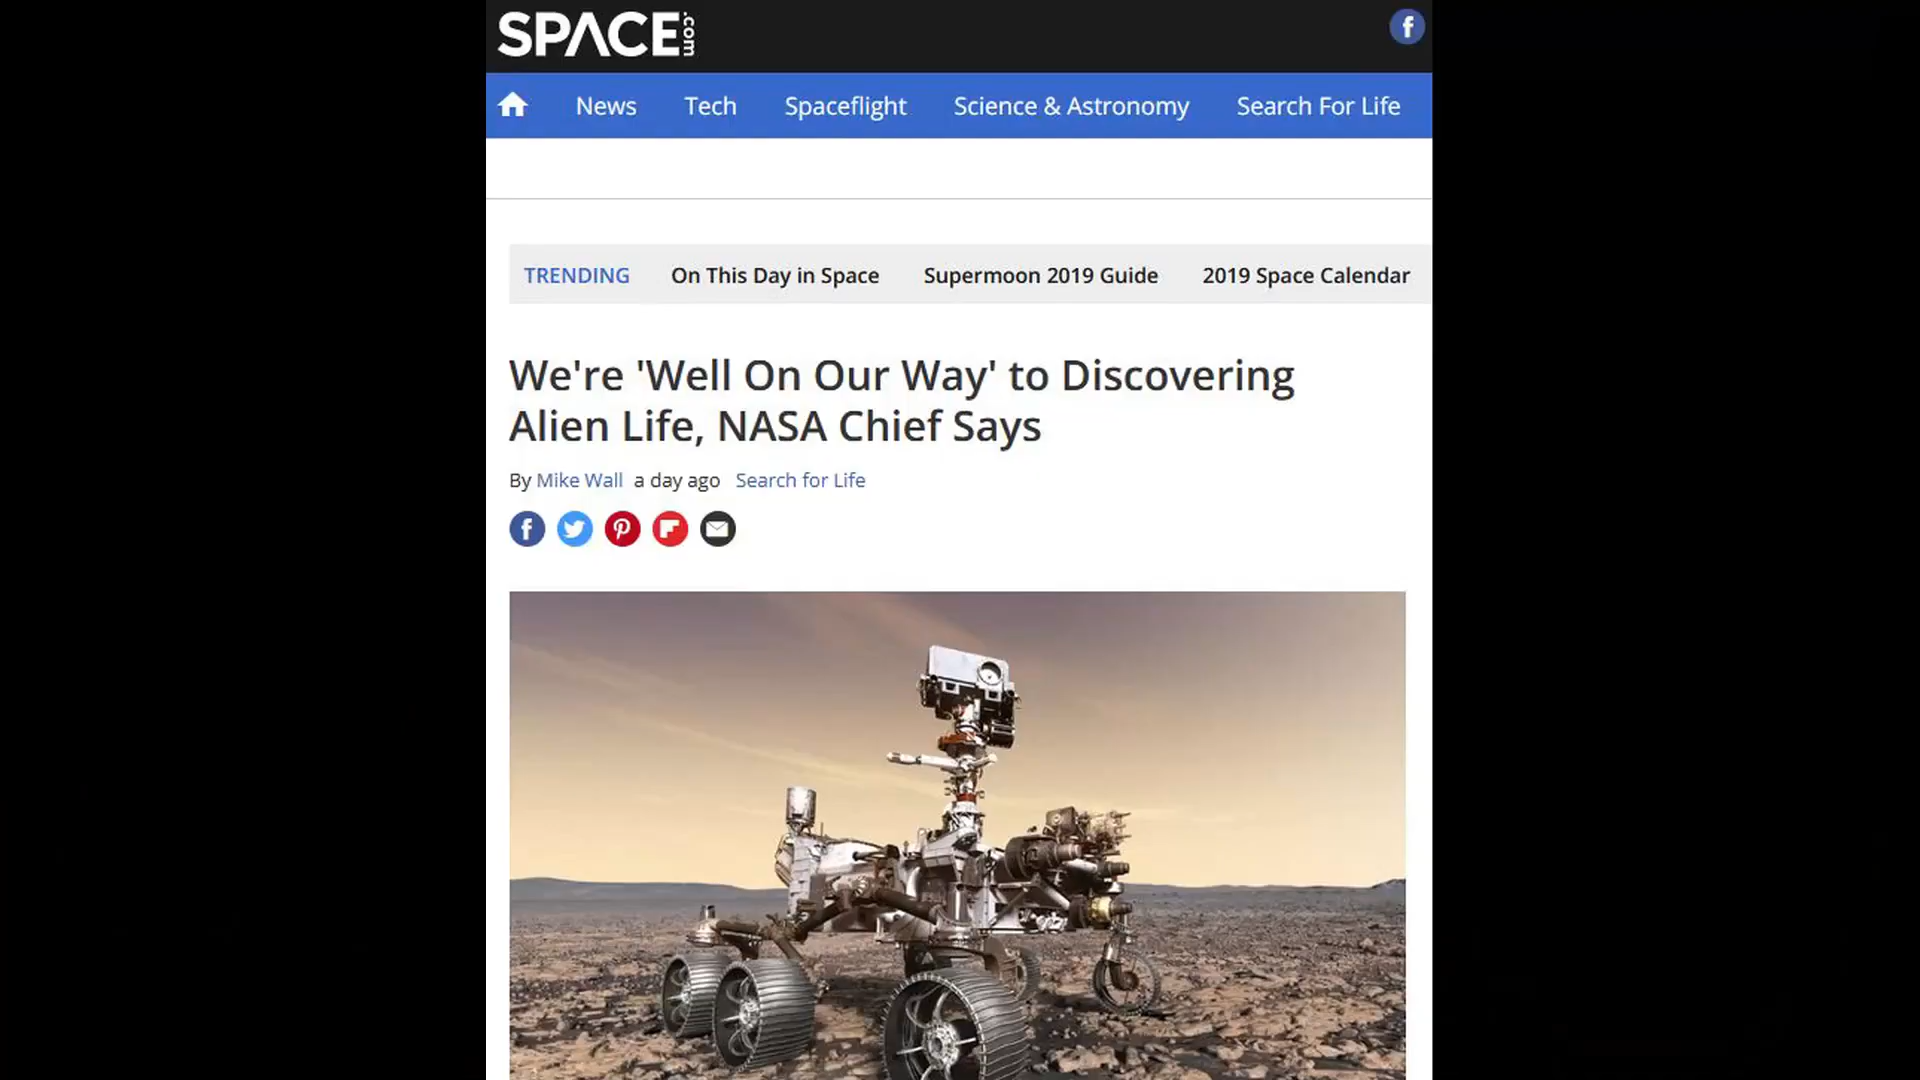 SPACE.com
News Tech Spaceflight Science & Astronomy Search For Life
TRENDING On This Day in Space Supermoon 2019 Guide 2019 Space Calendar
We're 'Well On Our Way' to Discovering
Alien Life, NASA Chief Says
By Mike Wall a day ago Search for Life